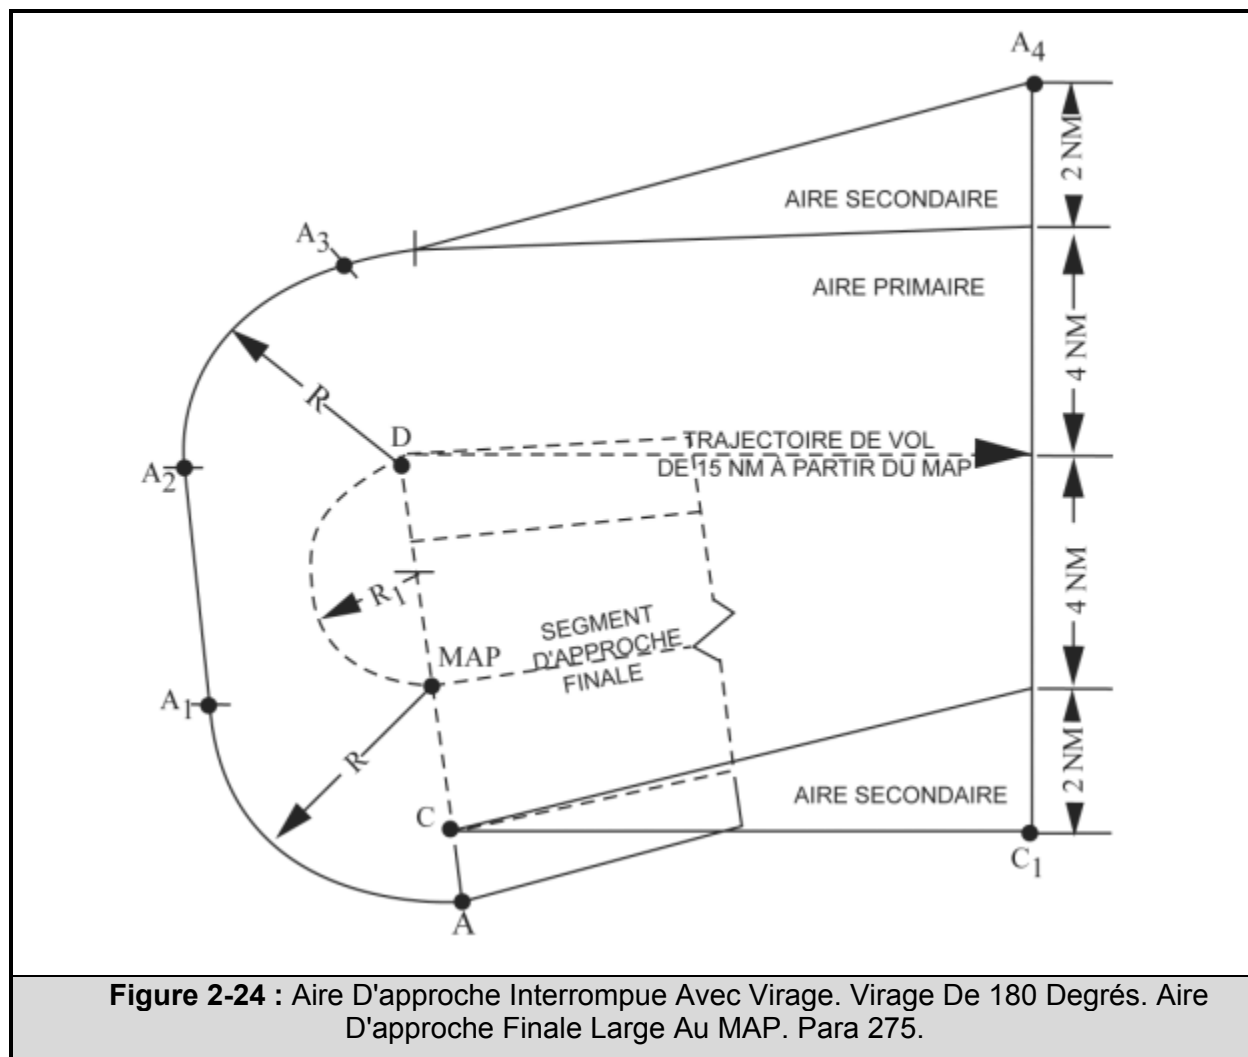 A4
2 NM
AIRE SECONDAIRE
A3
AIRE PRIMAIRE
4 NM
R
D
TRAJECTOIRE DE VOL
DE 15 NM À PARTIR DU MAP
A2
R1
4 NM
SEGMENT
D'APPROCHE
FINALE
MAP
A1
R
2 NM
AIRE SECONDAIRE
C
C1
A
Figure 2-24 : Aire D'approche Interrompue Avec Virage. Virage De 180 Degrés. Aire
D'approche Finale Large Au MAP. Para 275.